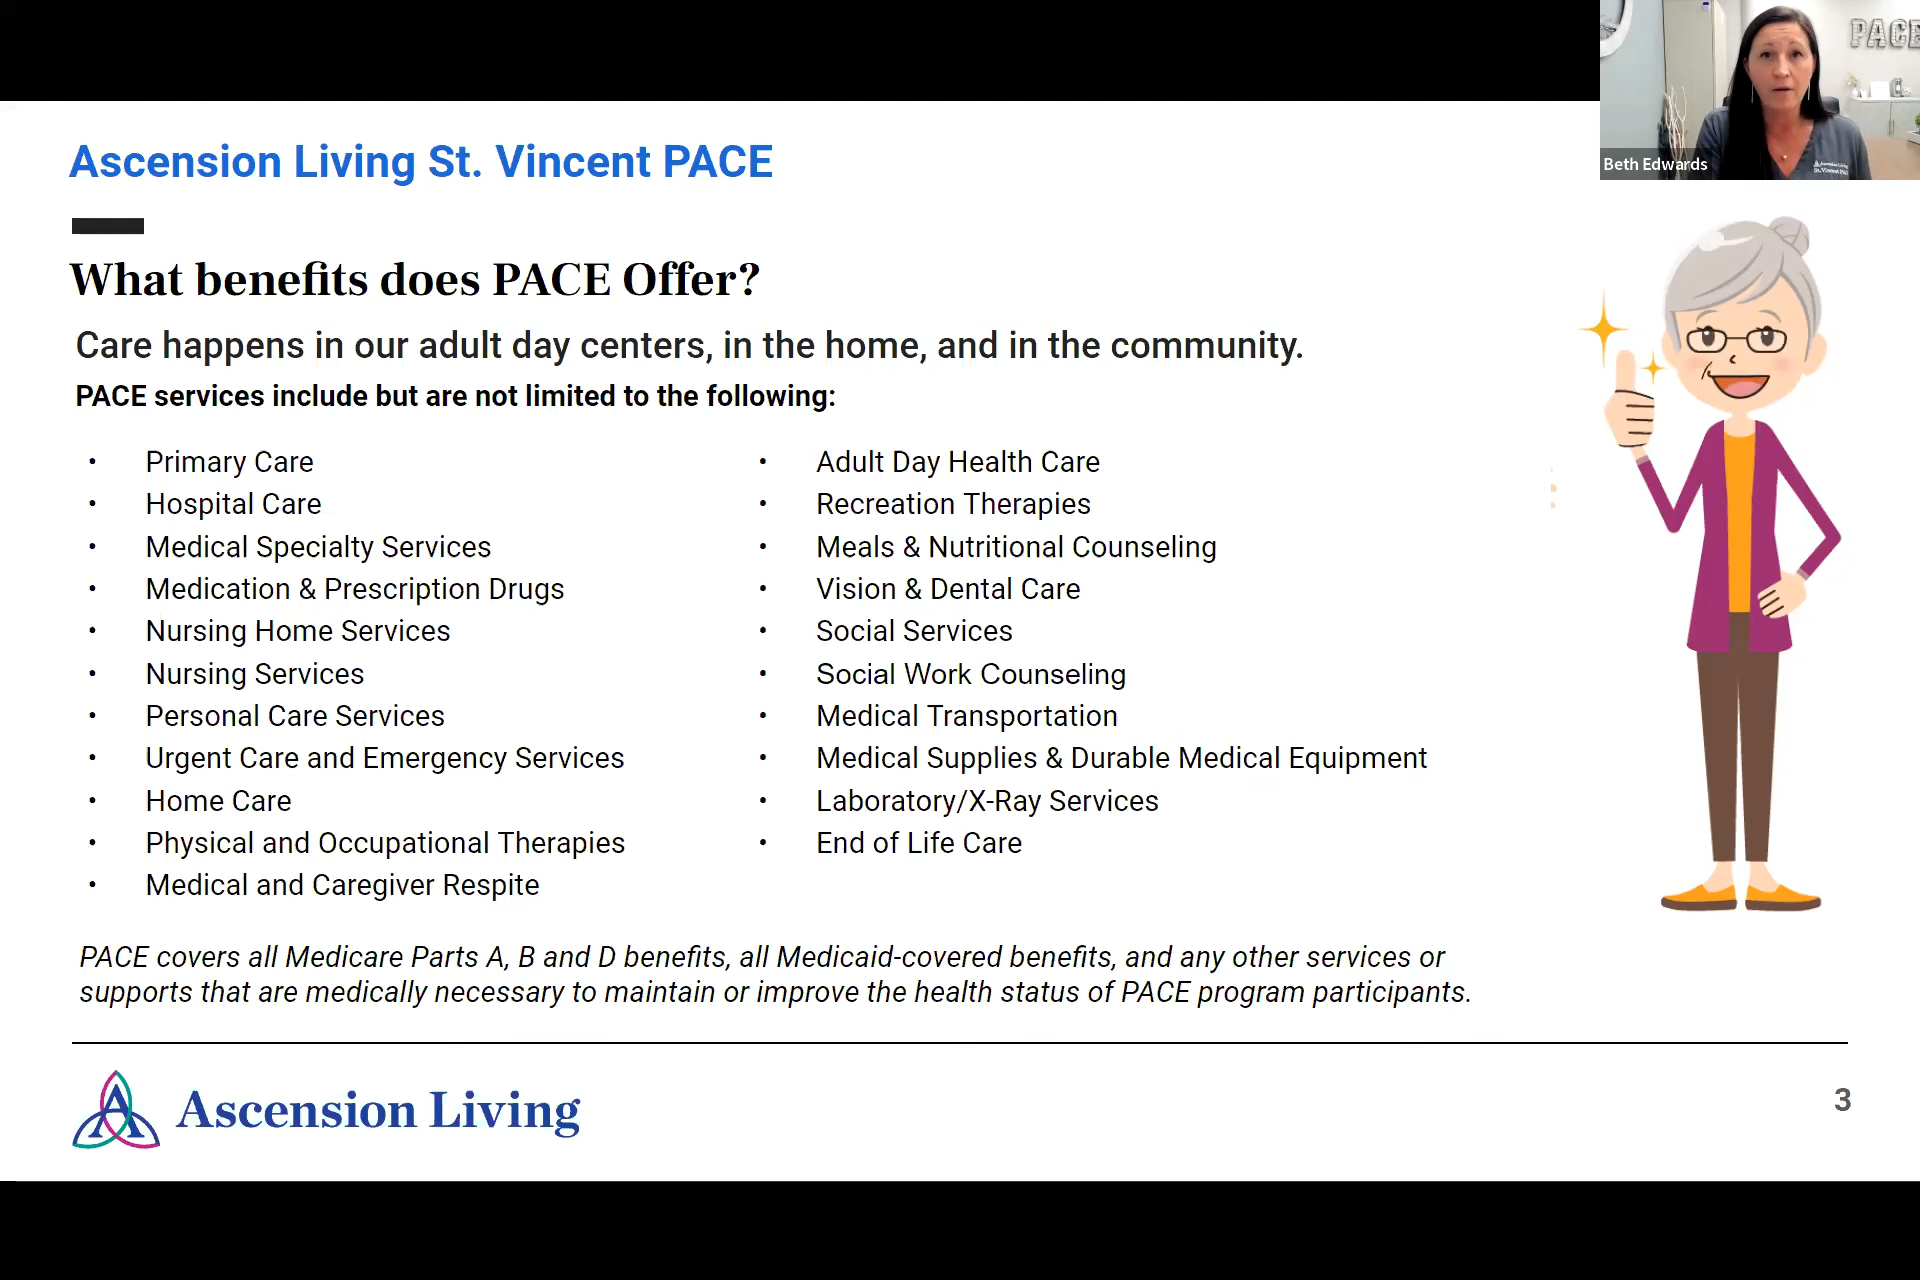 PACE
Beth Edwards
Ascension Living
St. Vincent PAC
Ascension Living St. Vincent PACE
What benefits does PACE Offer?
Care happens in our adult day centers, in the home, and in the community.
PACE services include but are not limited to the following:
• Primary Care
• Hospital Care
• Medical Specialty Services
• Medication & Prescription Drugs
• Nursing Home Services
• Nursing Services
• Personal Care Services
• Urgent Care and Emergency Services
• Home Care
• Physical and Occupational Therapies
• Medical and Caregiver Respite
• Adult Day Health Care
• Recreation Therapies
• Meals & Nutritional Counseling
• Vision & Dental Care
• Social Services
• Social Work Counseling
• Medical Transportation
• Medical Supplies & Durable Medical Equipment
• Laboratory/X-Ray Services
• End of Life Care
PACE covers all Medicare Parts A, B and D benefits, all Medicaid-covered benefits, and any other services or
supports that are medically necessary to maintain or improve the health status of PACE program participants.
A Ascension Living
3